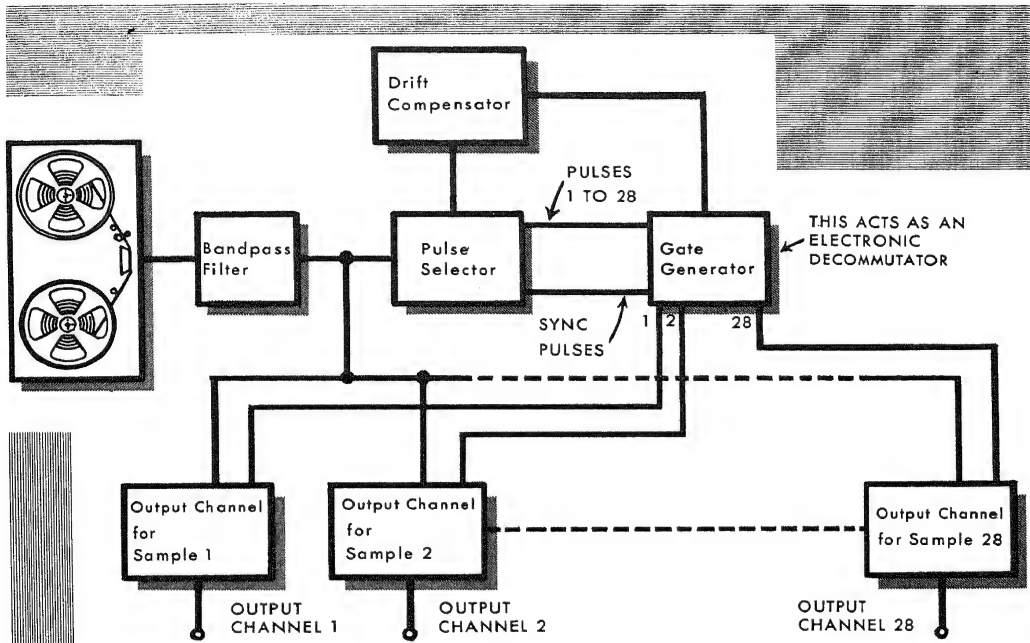 Drift
Compensator
PULSES
1 TO 28
Bandpass
Filter
Pulse
Selector
Gate
Generator
THIS ACTS AS AN
ELECTRONIC
DECOMMUTATOR
SYNC
PULSES
1 2 28
Output Channel
for
Sample 1
Output Channel
for
Sample 2
Output Channel
for Sample 28
OUTPUT
CHANNEL 1
OUTPUT
CHANNEL 2
OUTPUT
CHANNEL 28